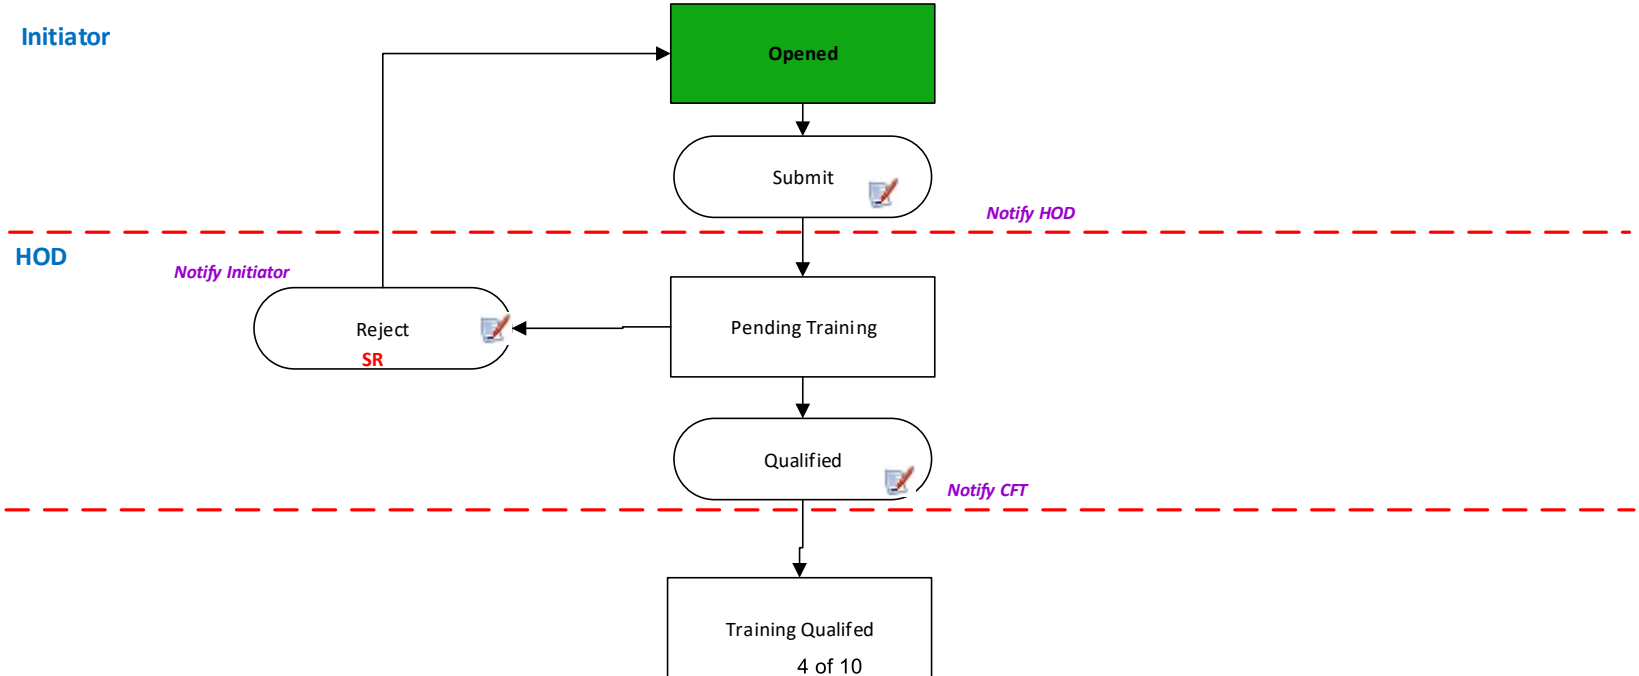 Initiator
Opened
Submit
Notify HOD
HOD
Notify Initiator
Reject
SR
Pending Training
Qualified
Notify CFT
Training Qualifed
4 of 10